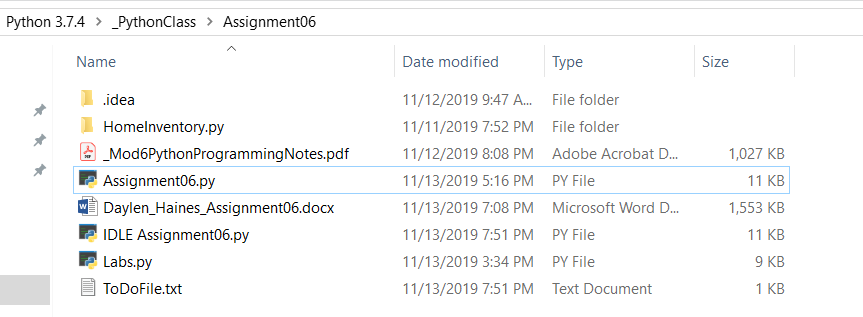 Python 3.7.4 > _PythonClass > Assignment06
Name Date modified Type Size
.idea 11/12/2019 9:47 A... File folder
HomeInventory.py 11/11/2019 7:52 PM File folder
_Mod6PythonProgrammingNotes.pdf 11/12/2019 8:08 PM Adobe Acrobat D... 1,027 KB
Assignment06.py 11/13/2019 5:16 PM PY File 11 KB
Daylen_Haines_Assignment06.docx 11/13/2019 7:08 PM Microsoft Word D... 1,553 KB
IDLE Assignment06.py 11/13/2019 7:51 PM PY File 11 KB
Labs.py 11/13/2019 3:34 PM PY File 9 KB
ToDoFile.txt 11/13/2019 7:51 PM Text Document 1 KB